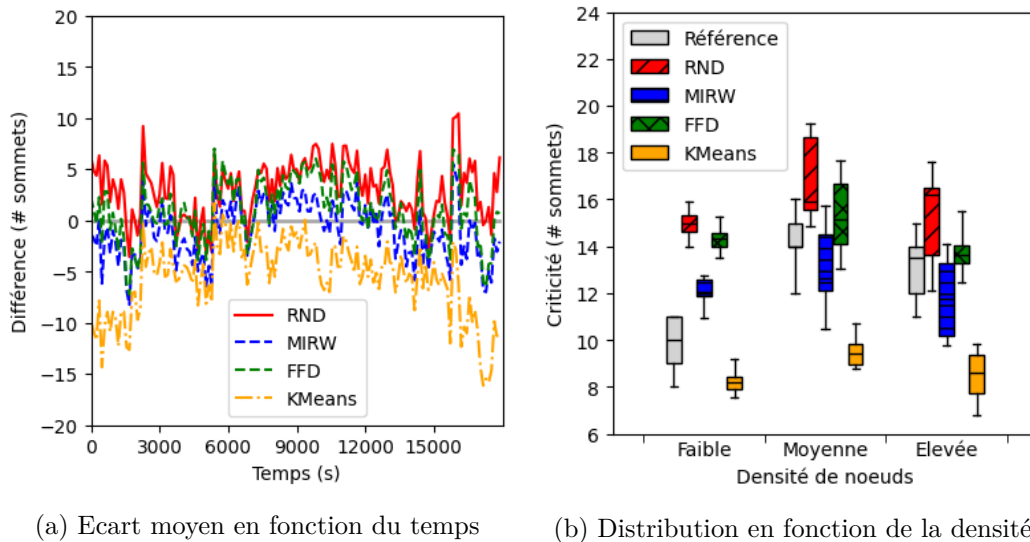 20
15
10
5
0
−5
−10
−15
−20
Différence (# sommets)
RND
MIRW
FFD
KMeans
0
3000
6000
9000
12000
15000
Temps (s)
(a) Ecart moyen en fonction du temps
24
22
20
18
16
14
12
10
8
6
Criticité (# sommets)
Référence
RND
MIRW
FFD
KMeans
Faible
Moyenne
Elevée
Densité de noeuds
(b) Distribution en fonction de la densité